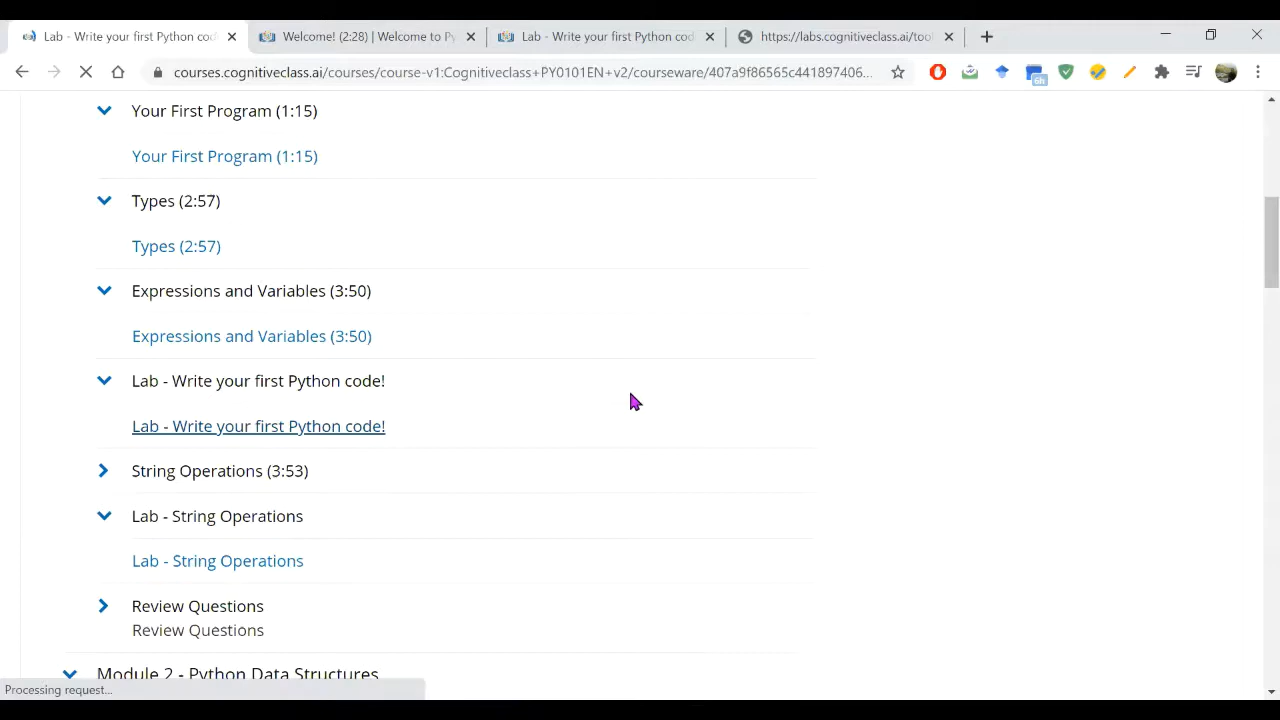 Lab - Write your first Python cod
Welcome! (2:28) | Welcome to Py
Lab - Write your first Python cod
https://labs.cognitiveclass.ai/tool
courses.cognitiveclass.ai/courses/course-v1:Cognitiveclass+PY0101EN+v2/courseware/407a9f86565c441897406...
6h
Your First Program (1:15)
Your First Program (1:15)
Types (2:57)
Types (2:57)
Expressions and Variables (3:50)
Expressions and Variables (3:50)
Lab - Write your first Python code!
Lab - Write your first Python code!
String Operations (3:53)
Lab - String Operations
Lab - String Operations
Review Questions
Review Questions
Module 2 - Python Data Structures
Processing request...